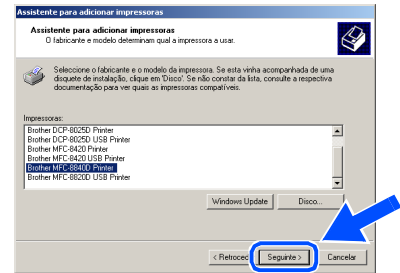 Assistente para adicionar impressoras
Assistente para adicionar impressoras
O fabricante e modelo determinam qual a impressora a usar.
Seleccione o fabricante e o modelo da impressora. Se esta vinha acompanhada de uma
disquete de instalação, clique em 'Disco'. Se não constar da lista, consulte a respectiva
documentação para ver quais as impressoras compatíveis.
Impressoras:
Brother DCP-8025D Printer
Brother DCP-8025D USB Printer
Brother MFC-8420 Printer
Brother MFC-8420 USB Printer
Brother MFC-8840D Printer
Brother MFC-8820D USB Printer
Windows Update Disco...
< Retroced Seguinte > Cancelar